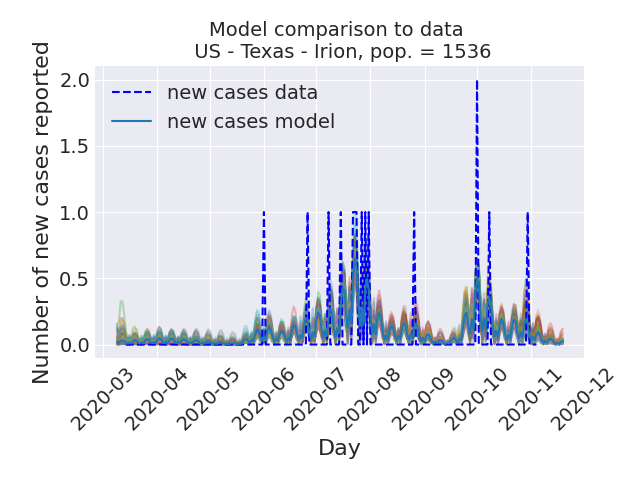 Model comparison to data
US - Texas - Irion, pop. = 1536
Number of new cases reported
2.0
1.5
1.0
0.5
0.0
new cases data
new cases model
2020-03
2020-04
2020-05
2020-06
2020-07
2020-08
2020-09
2020-10
2020-11
2020-12
Day